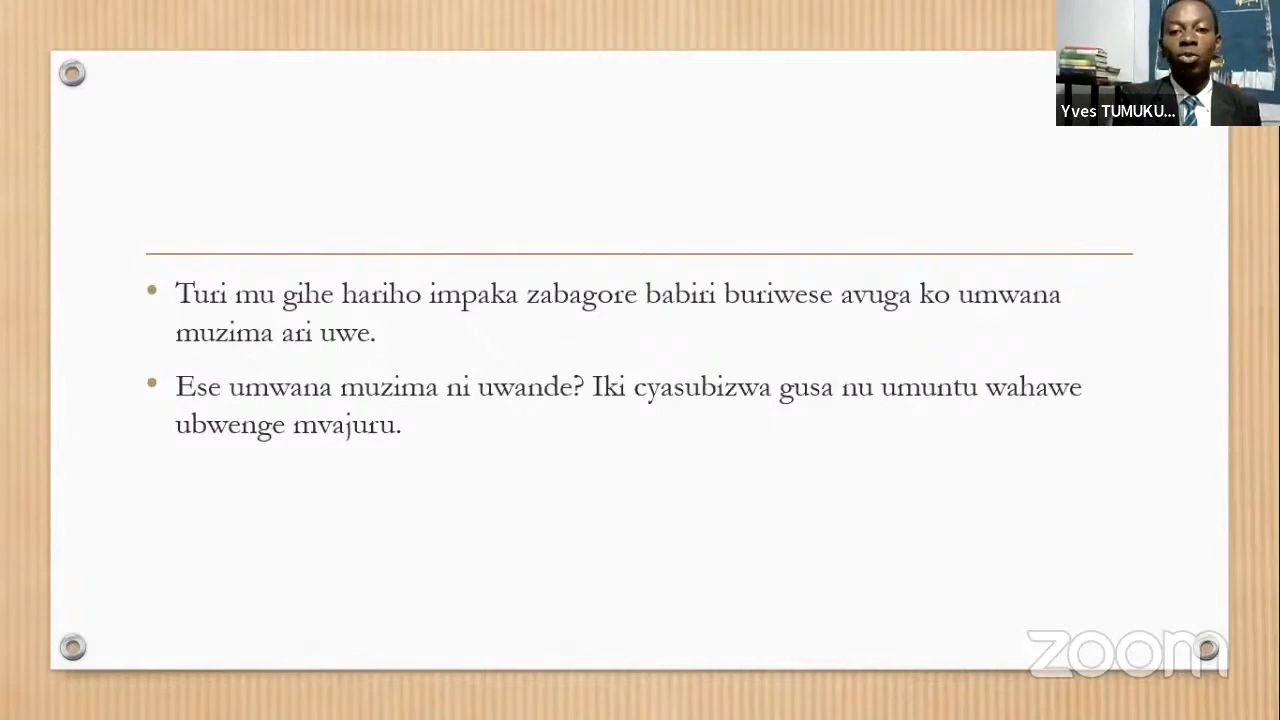 Yves TUMUKU...
Turi mu gihe hariho impaka zabagore babiri buriwese avuga ko umwana
muzima ari uwe.
Ese umwana muzima ni uwande? Iki cyasubizwa gusa nu umuntu wahawe
ubwenge mvajuru.
zoom